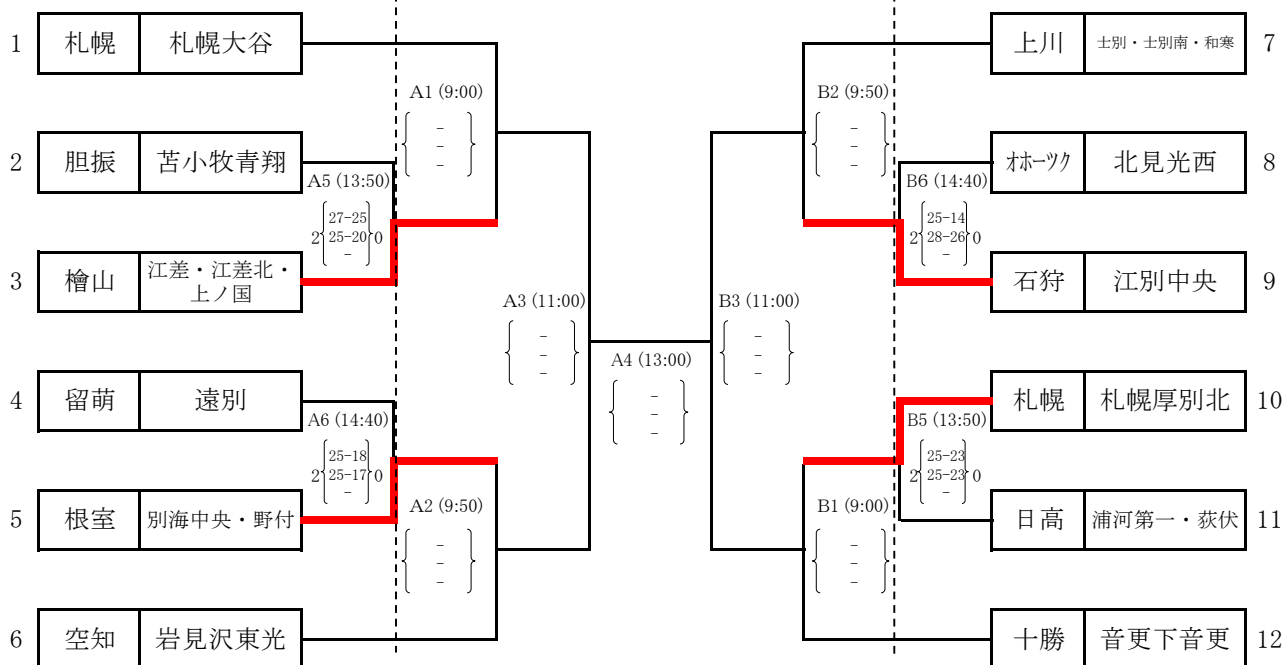 1 札幌 札幌大谷
2 胆振 苫小牧青翔
3 檜山 江差・江差北・
上ノ国
4 留萌 遠別
5 根室 別海中央・野付
6 空知 岩見沢東光
A5 (13:50)
27-25
2 25-20 0
-
A6 (14:40)
25-18
2 25-17 0
-
A1 (9:00)
-
-
-
A2 (9:50)
-
-
-
A3 (11:00)
-
-
-
A4 (13:00)
-
-
-
B3 (11:00)
-
-
-
B2 (9:50)
-
-
-
B1 (9:00)
-
-
-
B6 (14:40)
25-14
2 28-26 0
-
B5 (13:50)
25-23
2 25-23 0
-
上川 士別・士別南・和寒 7
オホーツク 北見光西 8
石狩 江別中央 9
札幌 札幌厚別北 10
日高 浦河第一・荻伏 11
十勝 音更下音更 12